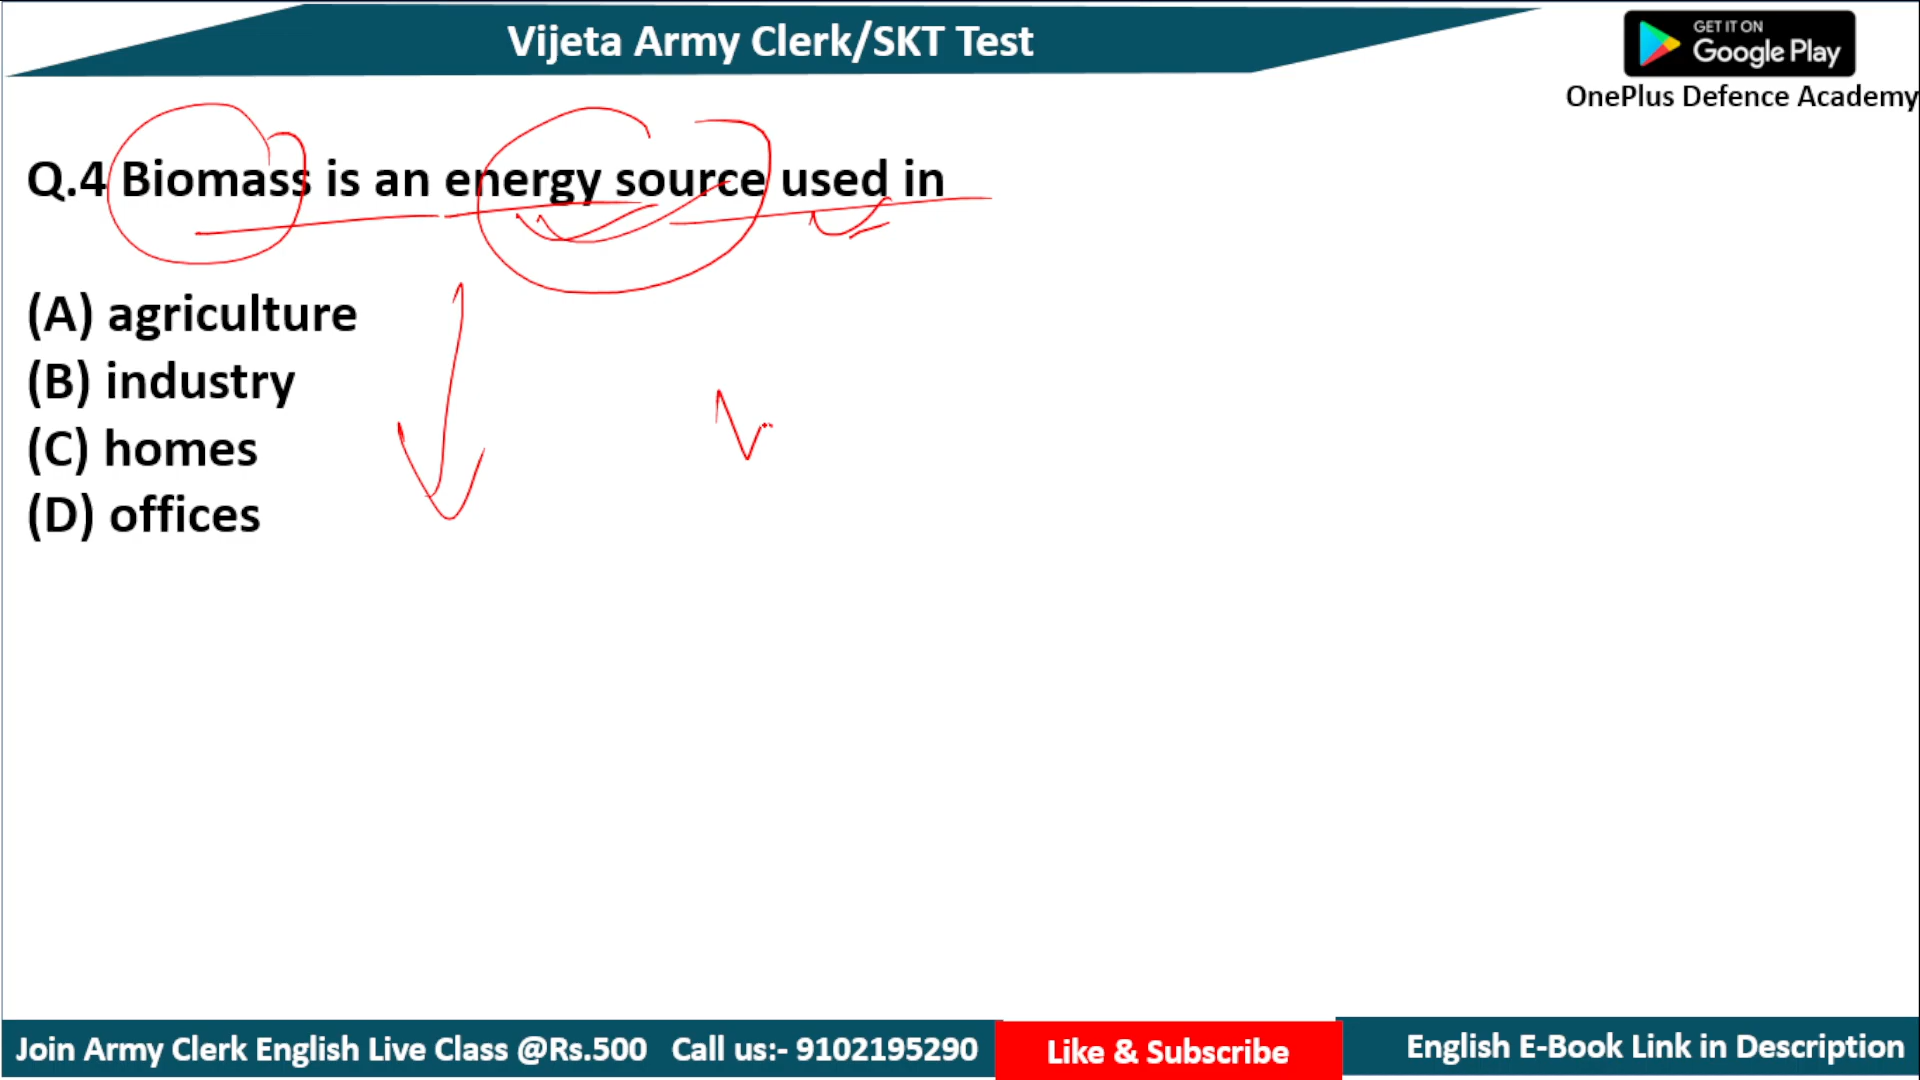 Vijeta Army Clerk/SKT Test
GET IT ON
Google Play
OnePlus Defence Academy
Q.4 Biomass is an energy source used in
(A) agriculture
(B) industry
(C) homes
(D) offices
Join Army Clerk English Live Class @Rs.500 Call us:- 9102195290
Like & Subscribe
English E-Book Link in Description